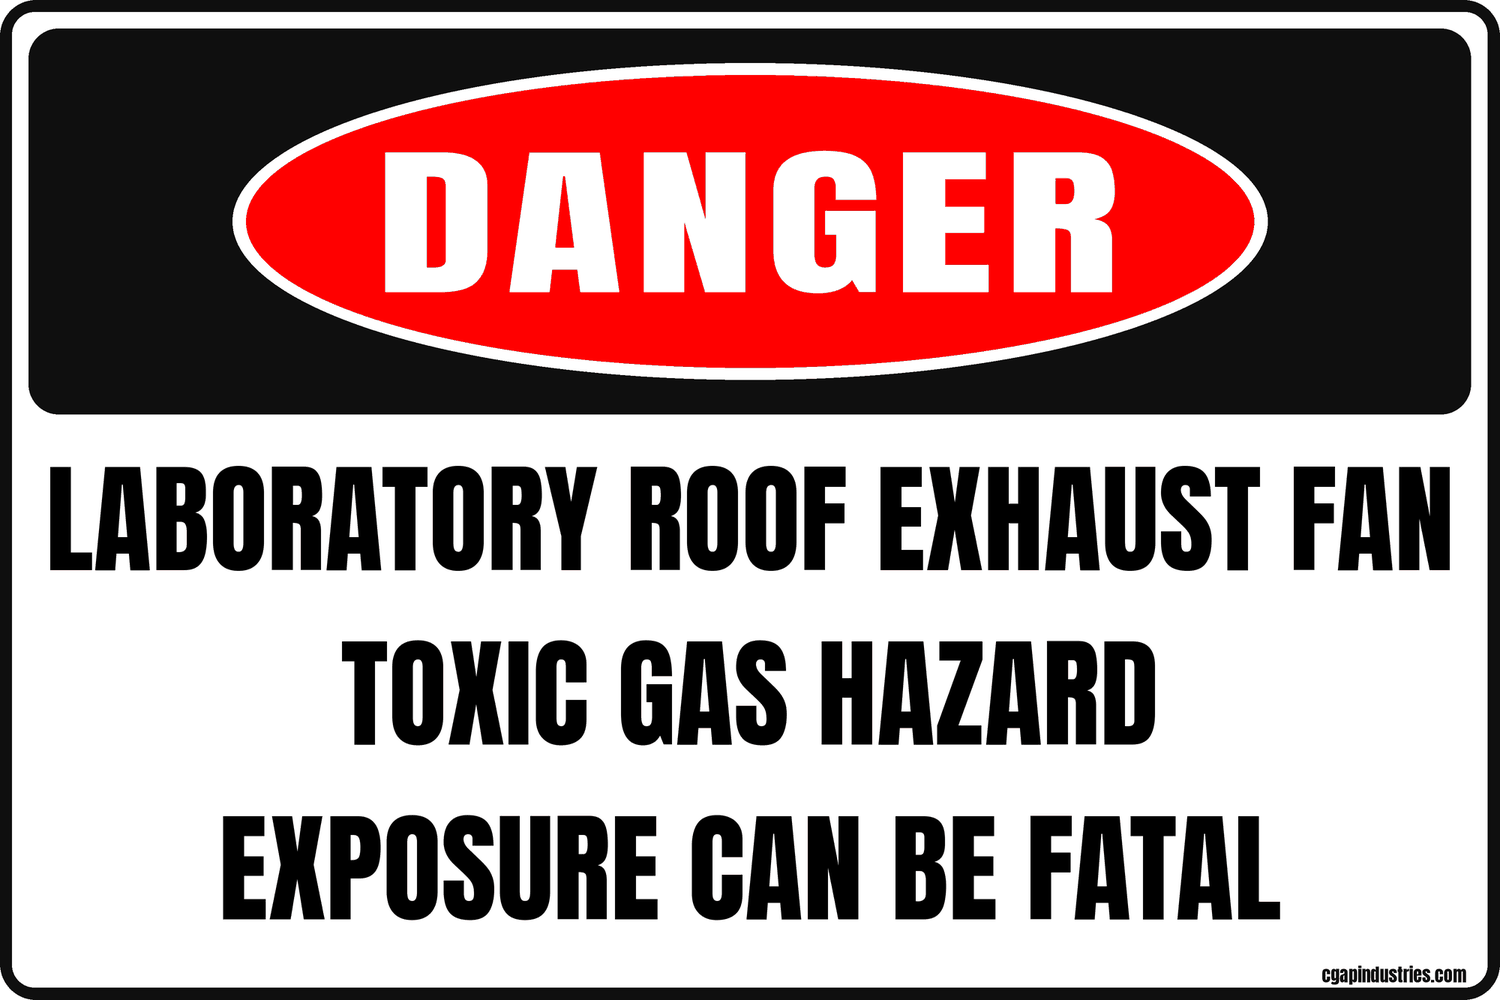 DANGER
LABORATORY ROOF EXHAUST FAN
TOXIC GAS HAZARD
EXPOSURE CAN BE FATAL
cgapindustries.com